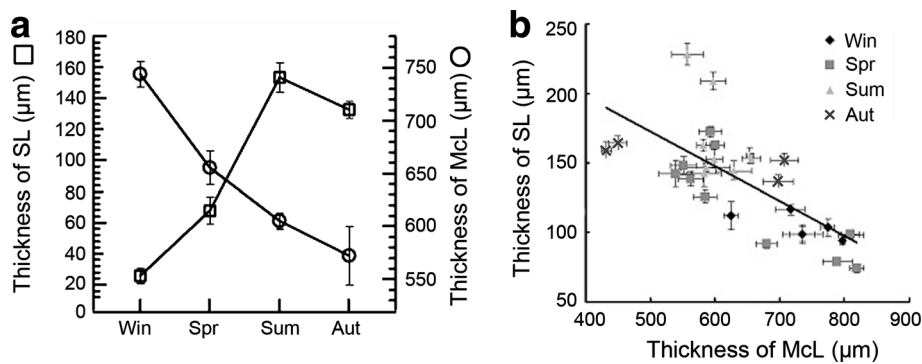 a
Thickness of SL (µm)
180
160
140
120
100
80
60
40
20
0
Win Spr Sum Aut
750
700
650
600
550
Thickness of McL (µm)
b
Thickness of SL (µm)
250
200
150
100
50
400 500 600 700 800 900
Thickness of McL (µm)
Win
Spr
Sum
Aut